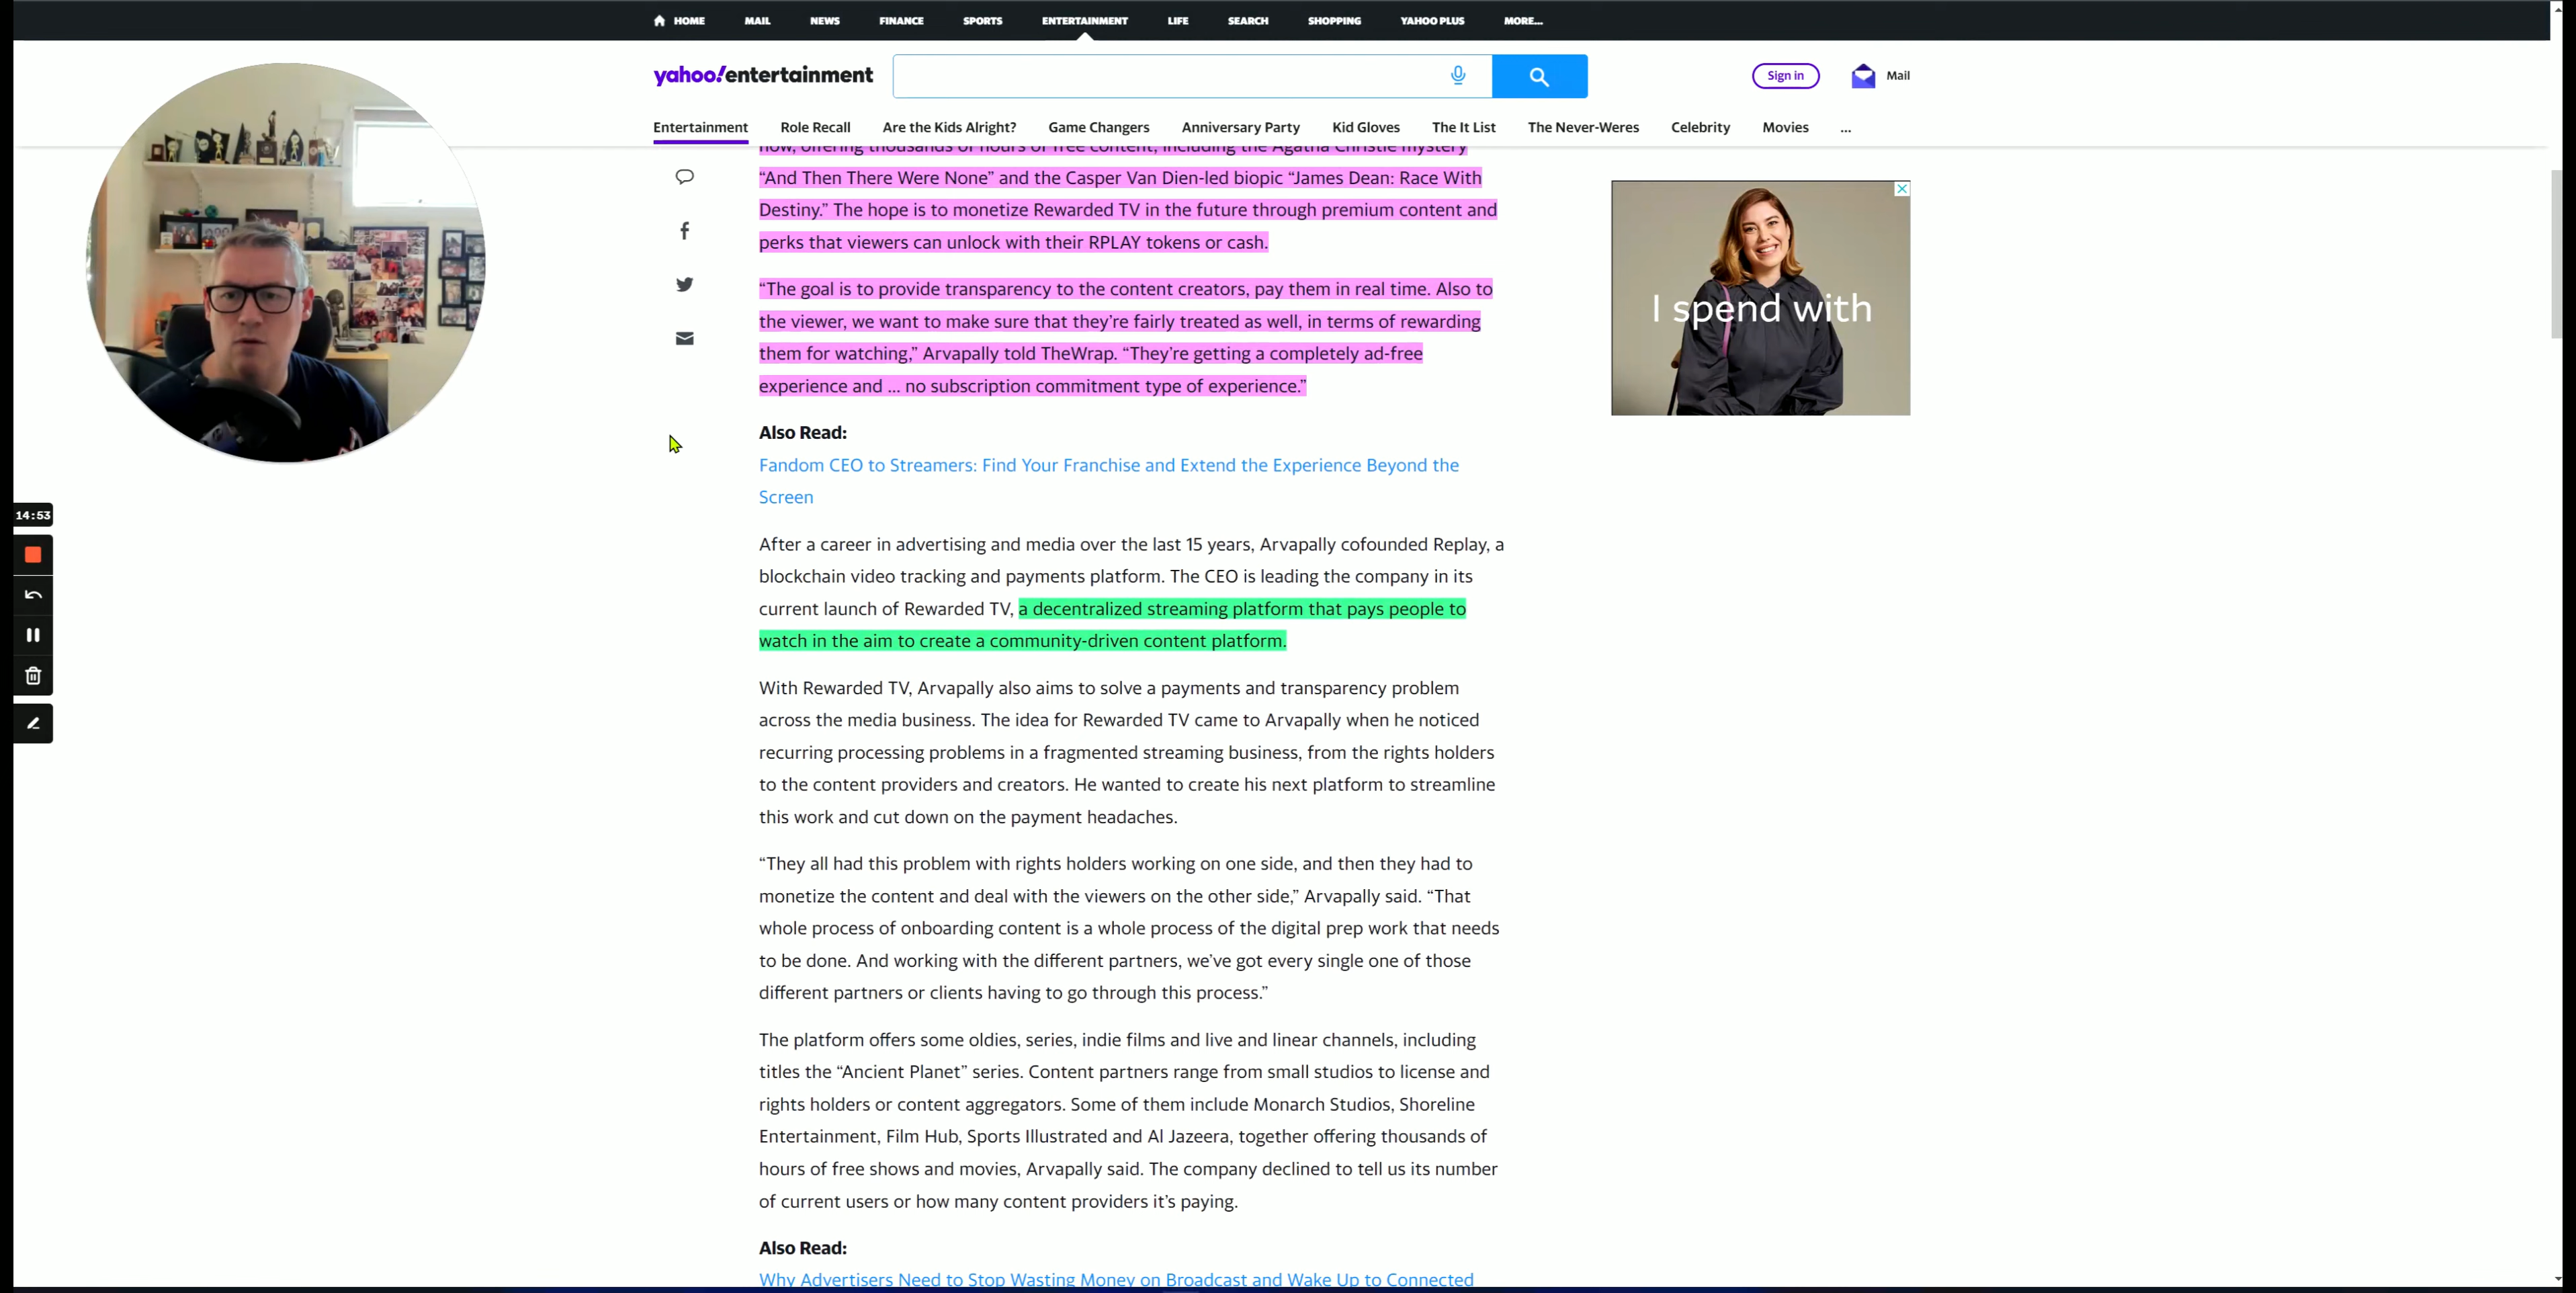 HOME MAIL NEWS FINANCE SPORTS ENTERTAINMENT LIFE SEARCH SHOPPING YAHOO PLUS MORE...
yahoo!entertainment
Sign in
Mail
Entertainment Role Recall Are the Kids Alright? Game Changers Anniversary Party Kid Gloves The It List The Never-Weres Celebrity Movies ...
now, offering thousands of hours of free content, including the Agatha Christie mystery
“And Then There Were None” and the Casper Van Dien-led biopic “James Dean: Race With
Destiny.” The hope is to monetize Rewarded TV in the future through premium content and
perks that viewers can unlock with their RPLAY tokens or cash.
“The goal is to provide transparency to the content creators, pay them in real time. Also to
the viewer, we want to make sure that they’re fairly treated as well, in terms of rewarding
them for watching,” Arvapally told TheWrap. “They’re getting a completely ad-free
experience and ... no subscription commitment type of experience.”
I spend with
Also Read:
Fandom CEO to Streamers: Find Your Franchise and Extend the Experience Beyond the
Screen
14:53
After a career in advertising and media over the last 15 years, Arvapally cofounded Replay, a
blockchain video tracking and payments platform. The CEO is leading the company in its
current launch of Rewarded TV, a decentralized streaming platform that pays people to
watch in the aim to create a community-driven content platform.
With Rewarded TV, Arvapally also aims to solve a payments and transparency problem
across the media business. The idea for Rewarded TV came to Arvapally when he noticed
recurring processing problems in a fragmented streaming business, from the rights holders
to the content providers and creators. He wanted to create his next platform to streamline
this work and cut down on the payment headaches.
“They all had this problem with rights holders working on one side, and then they had to
monetize the content and deal with the viewers on the other side,” Arvapally said. “That
whole process of onboarding content is a whole process of the digital prep work that needs
to be done. And working with the different partners, we’ve got every single one of those
different partners or clients having to go through this process.”
The platform offers some oldies, series, indie films and live and linear channels, including
titles the “Ancient Planet” series. Content partners range from small studios to license and
rights holders or content aggregators. Some of them include Monarch Studios, Shoreline
Entertainment, Film Hub, Sports Illustrated and Al Jazeera, together offering thousands of
hours of free shows and movies, Arvapally said. The company declined to tell us its number
of current users or how many content providers it’s paying.
Also Read:
Why Advertisers Need to Stop Wasting Money on Broadcast and Wake Up to Connected